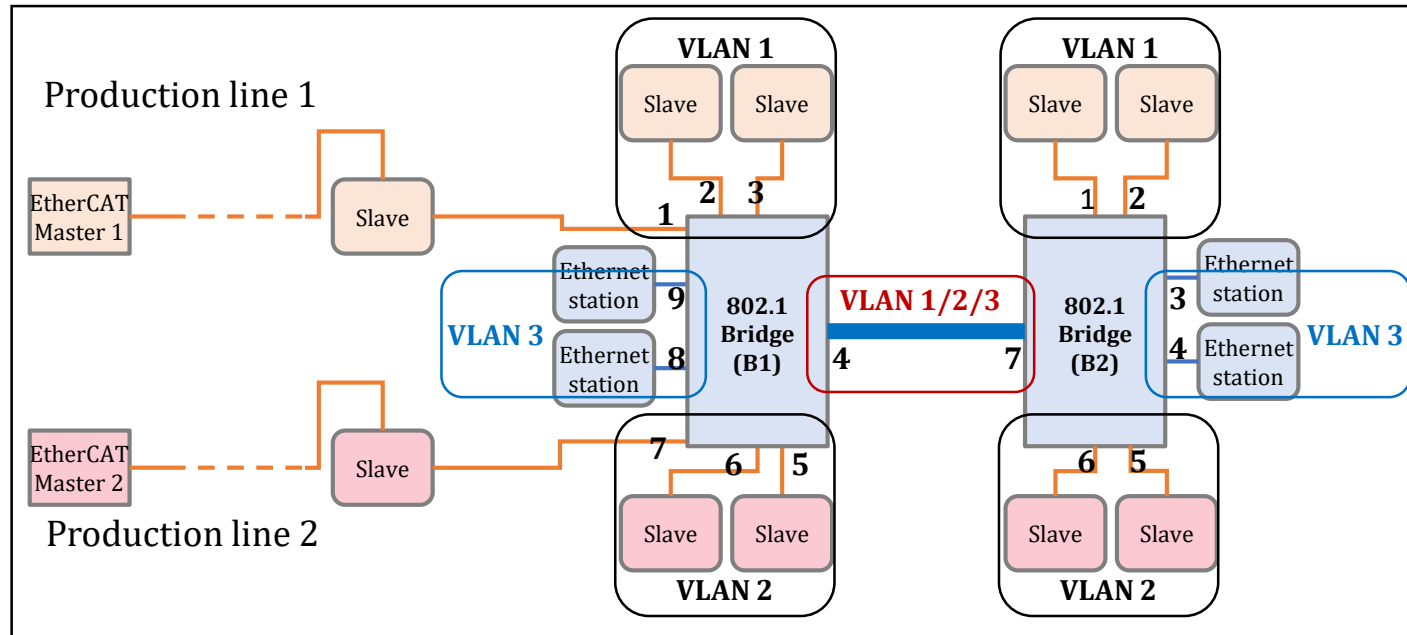 VLAN 1
VLAN 1
Production line 1
Slave
Slave
Slave
Slave
EtherCAT
Master 1
Slave
1
2
3
1
2
Ethernet
station
9
VLAN 3
Ethernet
station
8
802.1
Bridge
(B1)
VLAN 1/2/3
4
7
802.1
Bridge
(B2)
3
Ethernet
station
4
Ethernet
station
VLAN 3
EtherCAT
Master 2
Slave
7
6
5
6
5
Production line 2
Slave
Slave
Slave
Slave
VLAN 2
VLAN 2